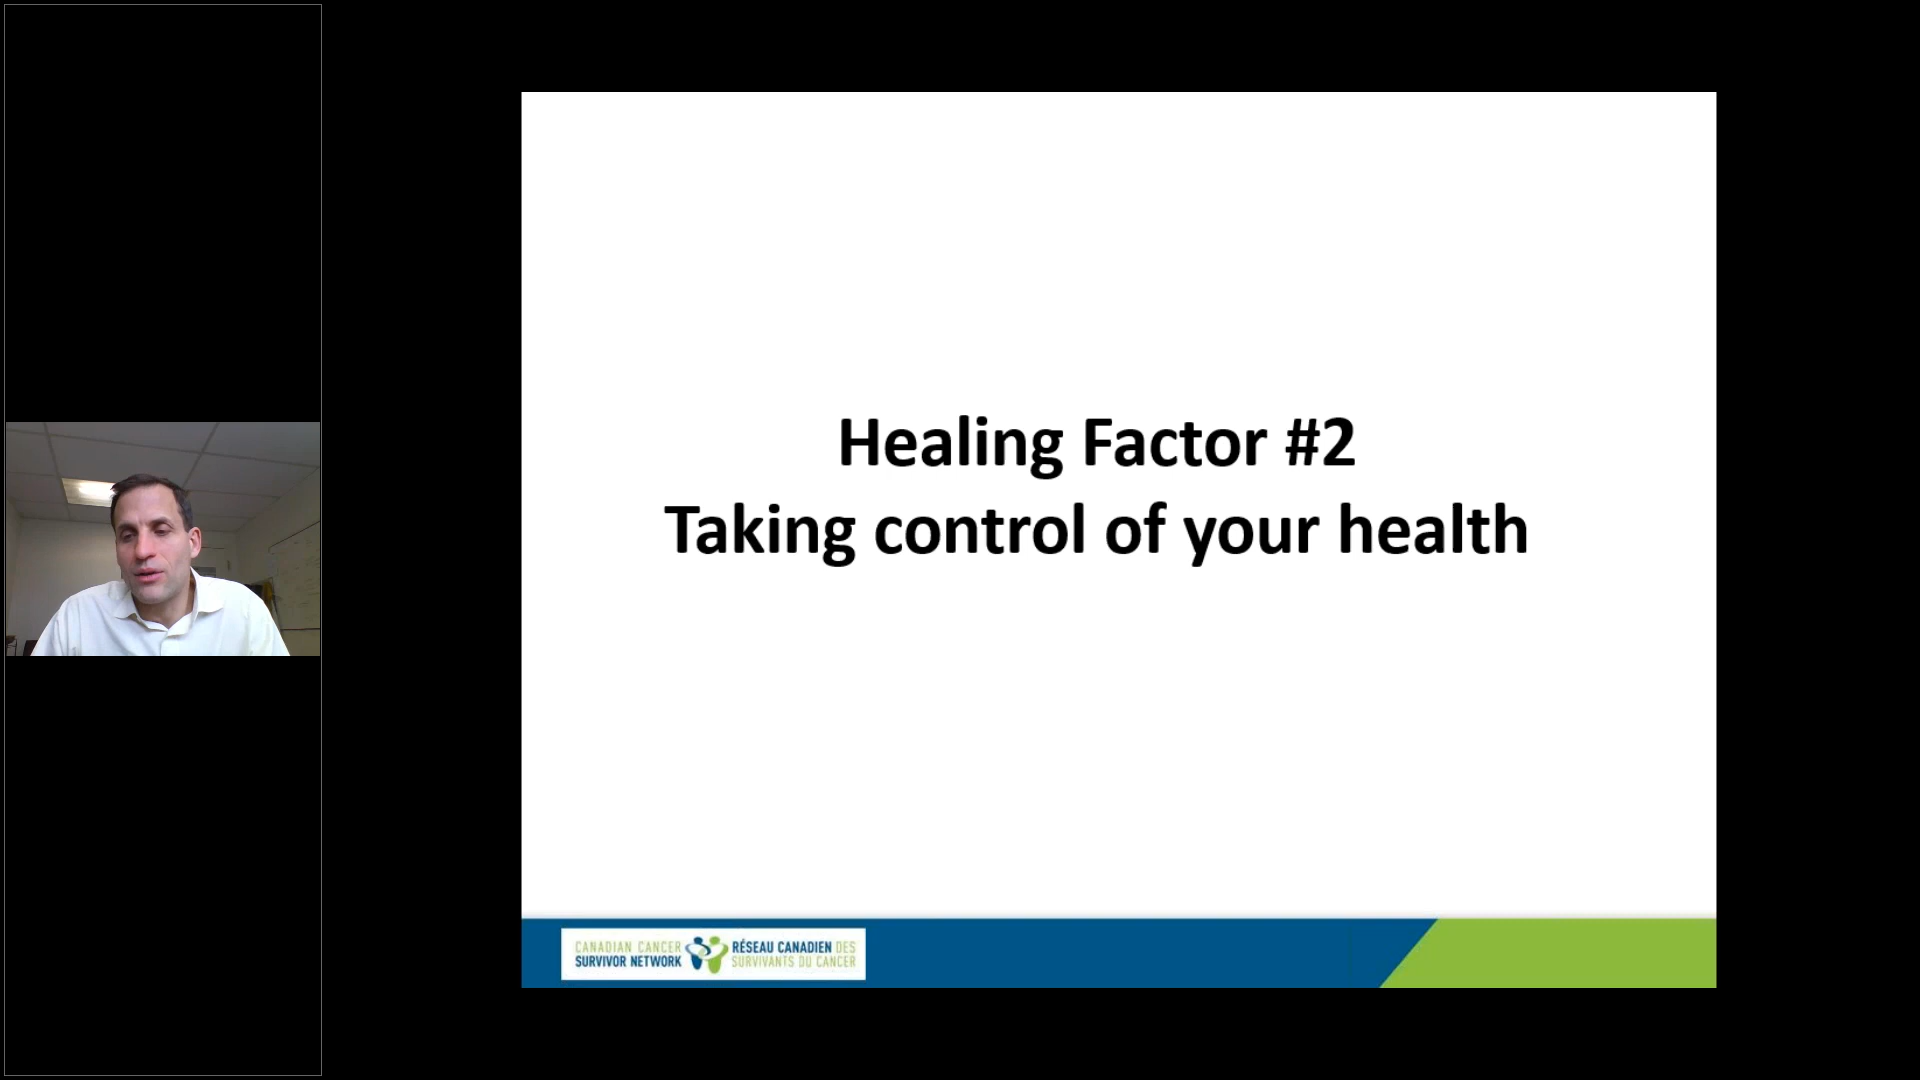 Healing Factor #2
Taking control of your health
CANADIAN CANCER
SURVIVOR NETWORK
RÉSEAU CANADIEN DES
SURVIVANTS DU CANCER